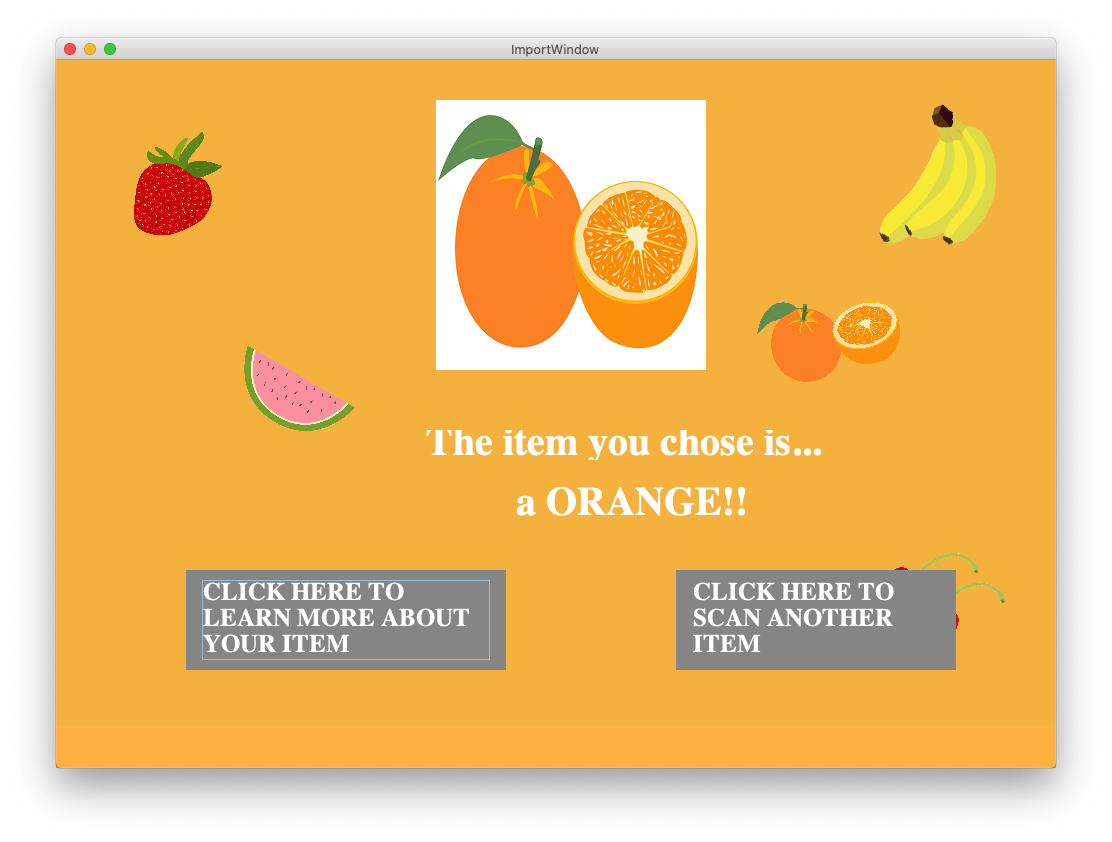 ImportWindow
The item you chose is...
a ORANGE!!
CLICK HERE TO
LEARN MORE ABOUT
YOUR ITEM
CLICK HERE TO
SCAN ANOTHER
ITEM